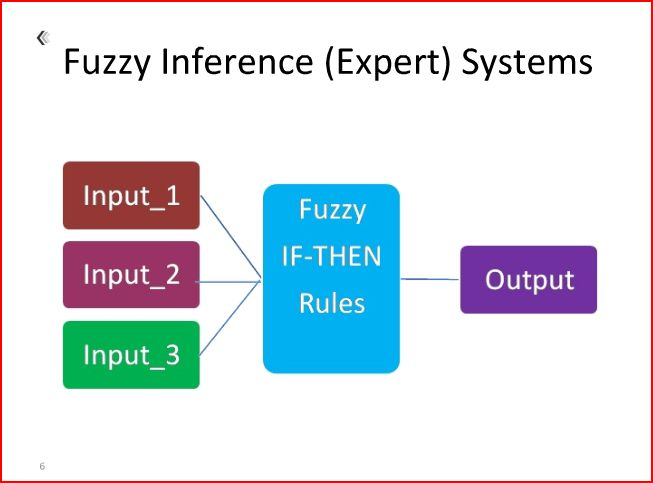 Fuzzy Inference (Expert) Systems
Input_1
Input_2
Input_3
Fuzzy
IF-THEN
Rules
Output
6